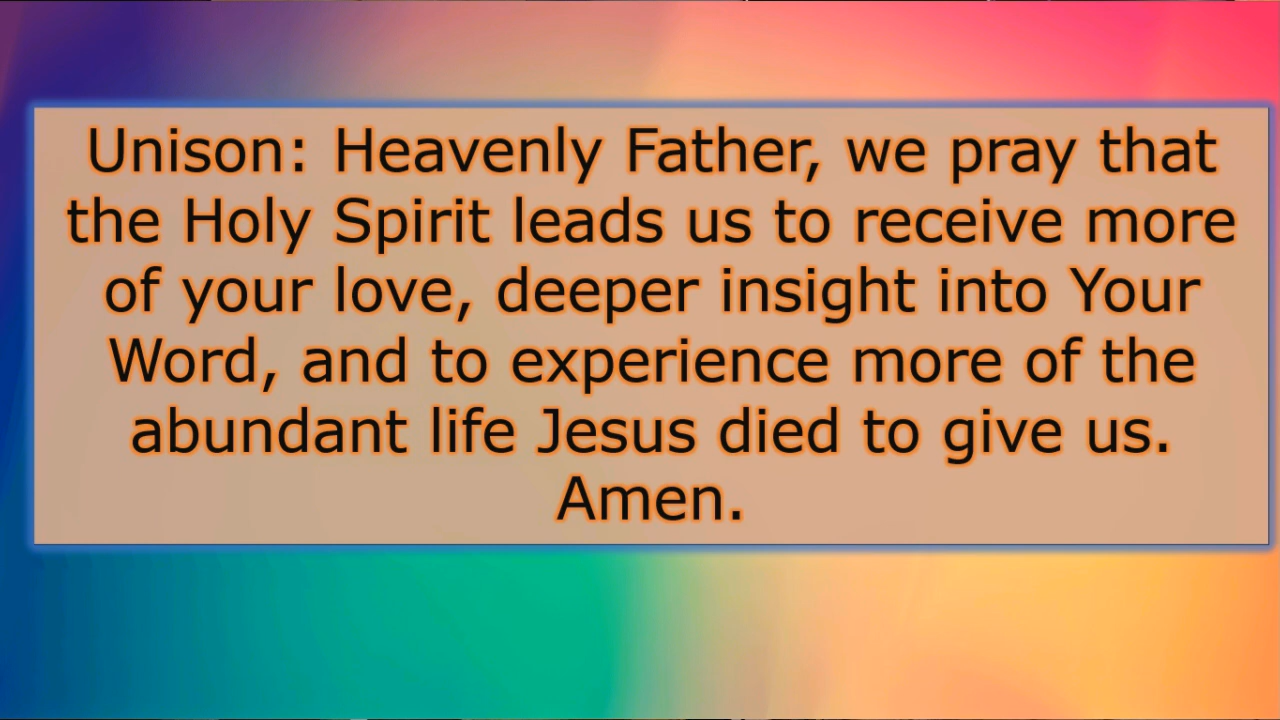 Unison: Heavenly Father, we pray that
the Holy Spirit leads us to receive more
of your love, deeper insight into Your
Word, and to experience more of the
abundant life Jesus died to give us.
Amen.